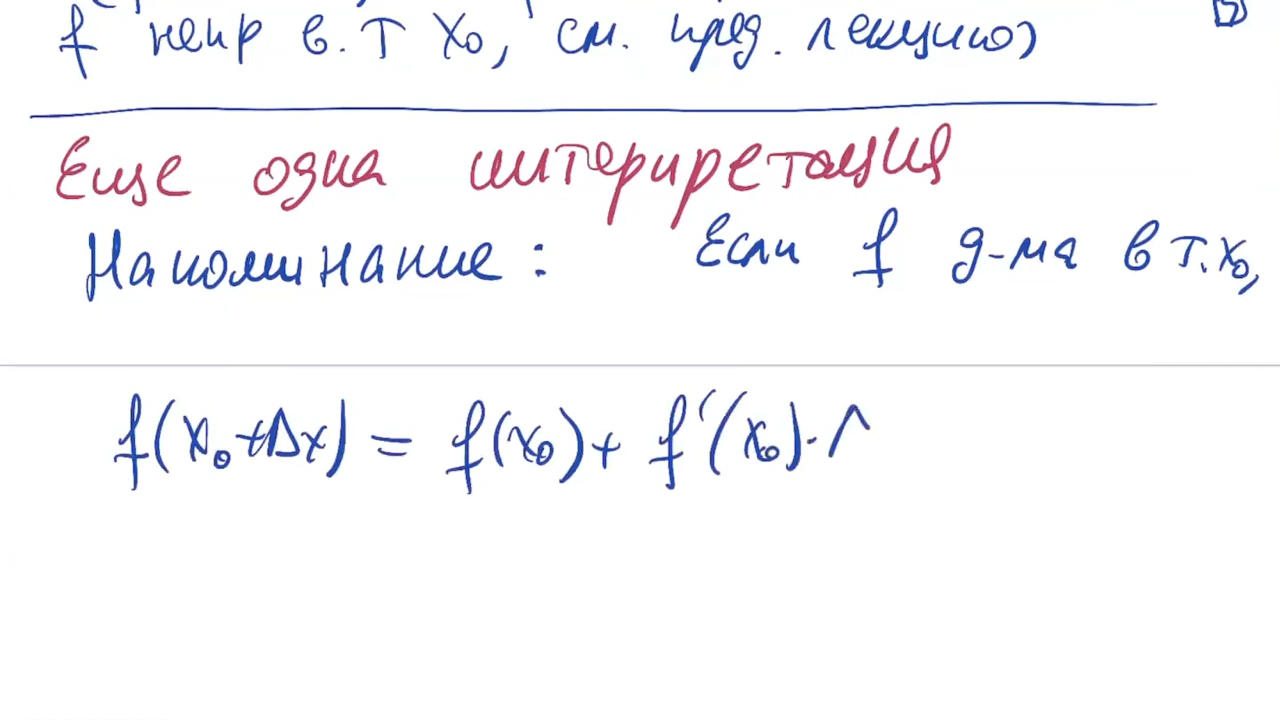 f непр в. т x₀, см. пред. лекцию)
Еще одна интерпретация
Напоминание: Если f д-ма в т. x₀,
f(x₀+Δx) = f(x₀) + f'(x₀)·